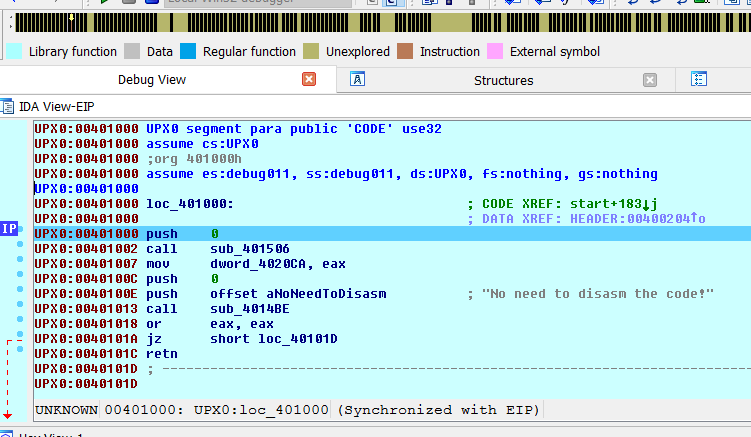 Local Win32 debugger
Library function Data Regular function Unexplored Instruction External symbol
Debug View Structures
IDA View-EIP
UPX0:00401000 UPX0 segment para public 'CODE' use32
UPX0:00401000 assume cs:UPX0
UPX0:00401000 ;org 401000h
UPX0:00401000 assume es:debug011, ss:debug011, ds:UPX0, fs:nothing, gs:nothing
UPX0:00401000
UPX0:00401000 loc_401000: ; CODE XREF: start+183↓j
UPX0:00401000 ; DATA XREF: HEADER:00400204↑o
IP UPX0:00401000 push 0
UPX0:00401002 call sub_401506
UPX0:00401007 mov dword_4020CA, eax
UPX0:0040100C push 0
UPX0:0040100E push offset aNoNeedToDisasm ; "No need to disasm the code!"
UPX0:00401013 call sub_4014BE
UPX0:00401018 or eax, eax
UPX0:0040101A jz short loc_40101D
UPX0:0040101C retn
UPX0:0040101D ; ---------------------------------------------------------------------------
UPX0:0040101D
UNKNOWN 00401000: UPX0:loc_401000 (Synchronized with EIP)